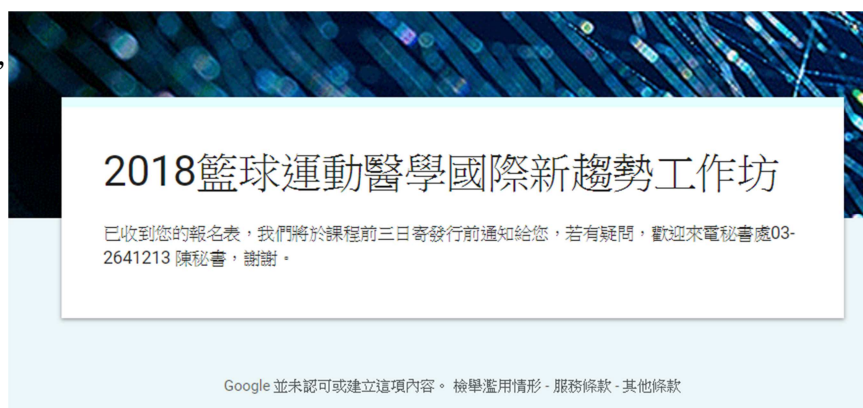 ,
2018籃球運動醫學國際新趨勢工作坊
已收到您的報名表,我們將於課程前三日寄發行前通知給您,若有疑問,歡迎來電秘書處03-
2641213 陳秘書,謝謝。
Google 並未認可或建立這項內容。 檢舉濫用情形 - 服務條款 - 其他條款